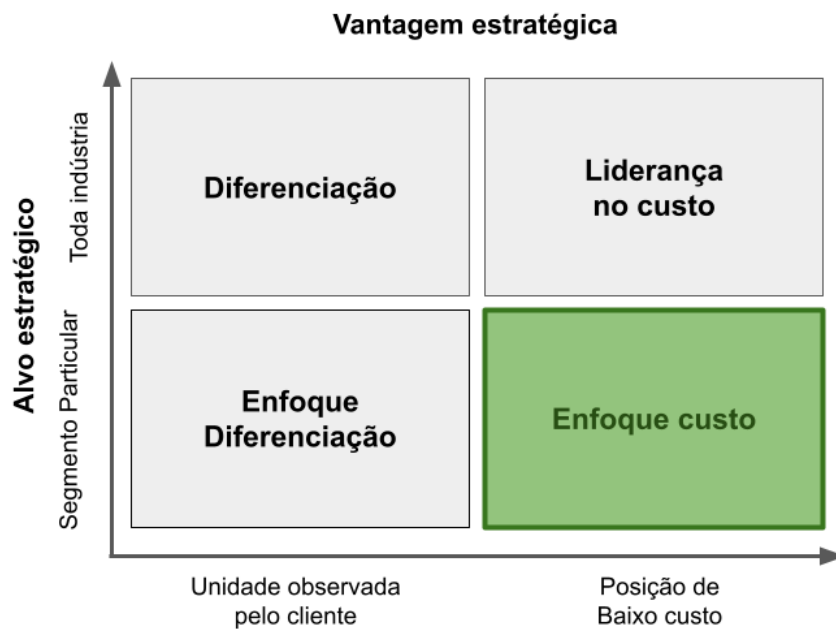 Vantagem estratégica
Alvo estratégico
Toda indústria
Segmento Particular
Diferenciação
Liderança
no custo
Enfoque
Diferenciação
Enfoque custo
Unidade observada
pelo cliente
Posição de
Baixo custo